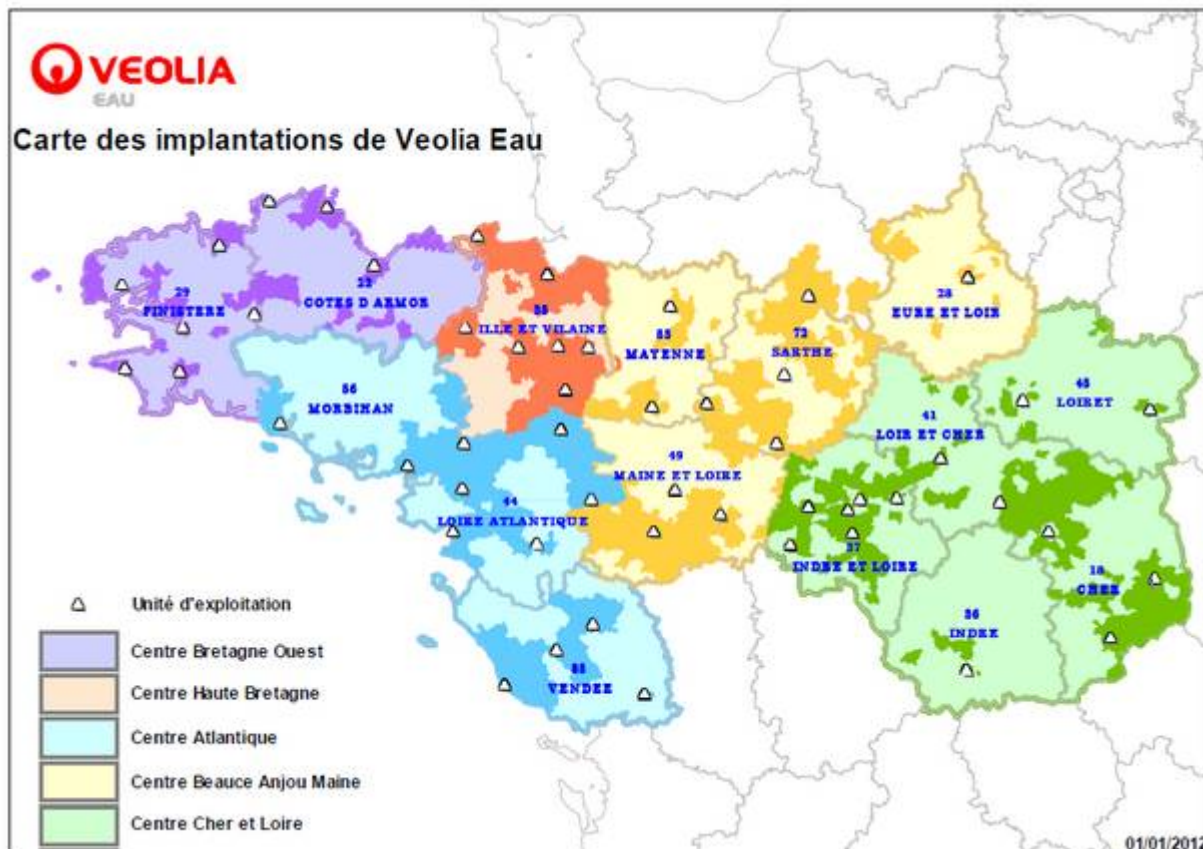 VEOLIA
EAU
Carte des implantations de Veolia Eau
29
FINISTERE
22
COTES D ARMOR
35
ILLE ET VILAINE
53
MAYENNE
72
SARTHE
28
EURE ET LOIR
56
MORBIHAN
41
LOIR ET CHER
45
LOIRET
49
MAINE ET LOIRE
44
LOIRE ATLANTIQUE
37
INDRE ET LOIRE
18
CHER
36
INDRE
85
VENDEE
Unité d'exploitation
Centre Bretagne Ouest
Centre Haute Bretagne
Centre Atlantique
Centre Beauce Anjou Maine
Centre Cher et Loire
01/01/2012